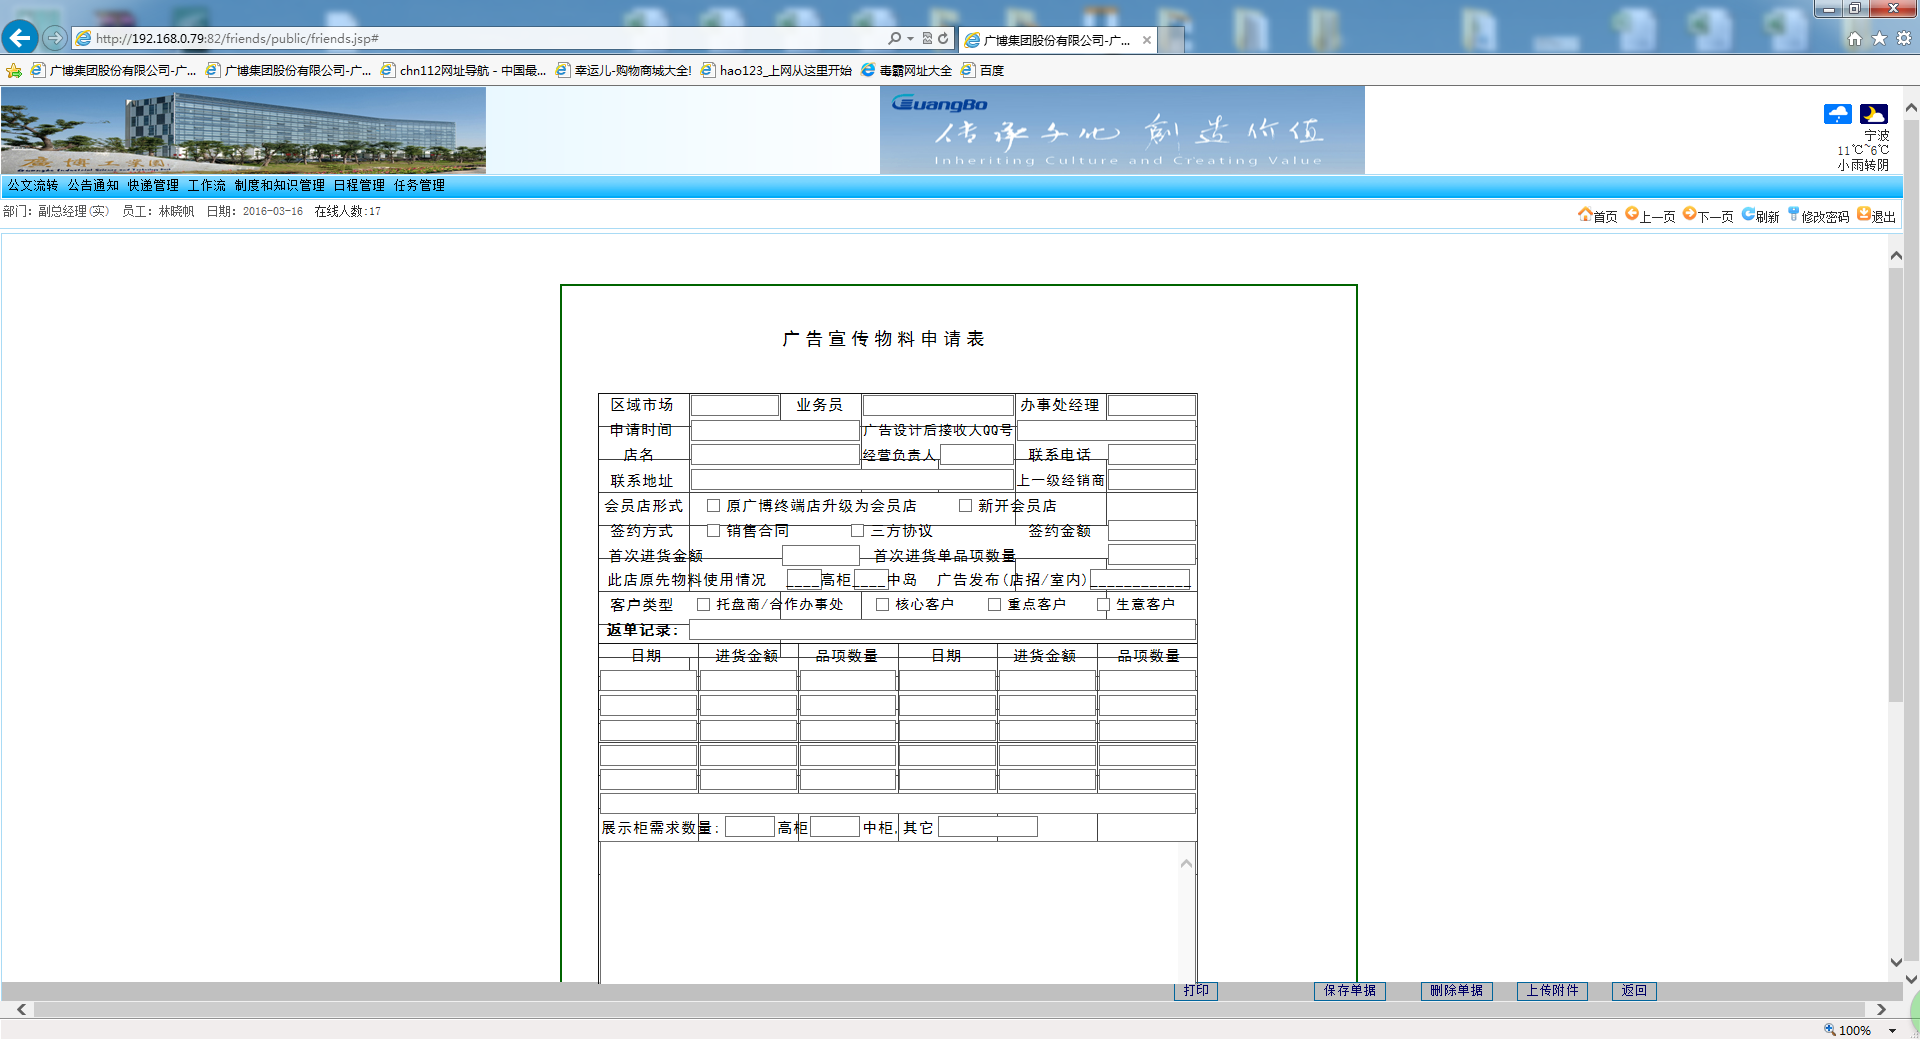 http://192.168.0.79:82/friends/public/friends.jsp#
广博集团股份有限公司-广...
广博集团股份有限公司-广...
广博集团股份有限公司-广...
chn112网址导航 - 中国最...
幸运儿-购物商城大全!
hao123_上网从这里开始
毒霸网址大全
百度
广博工业园
GuangBo
传承文化 创造价值
Inheriting Culture and Creating Value
宁波
11℃~6℃
小雨转阴
公文流转 公告通知 快递管理 工作流 制度和知识管理 日程管理 任务管理
部门: 副总经理(实) 员工: 林晓帆 日期: 2016-03-16 在线人数:17
首页 上一页 下一页 刷新 修改密码 退出
广告宣传物料申请表
区域市场 业务员 办事处经理
申请时间 广告设计后接收人QQ号
店名 经营负责人 联系电话
联系地址 上一级经销商
会员店形式 原广博终端店升级为会员店 新开会员店
签约方式 销售合同 三方协议 签约金额
首次进货金额 首次进货单品项数量
此店原先物料使用情况 ____高柜____中岛 广告发布(店招/室内)____________
客户类型 托盘商/合作办事处 核心客户 重点客户 生意客户
返单记录:
日期 进货金额 品项数量 日期 进货金额 品项数量
展示柜需求数量: 高柜 中柜, 其它
打印 保存单据 删除单据 上传附件 返回
100%